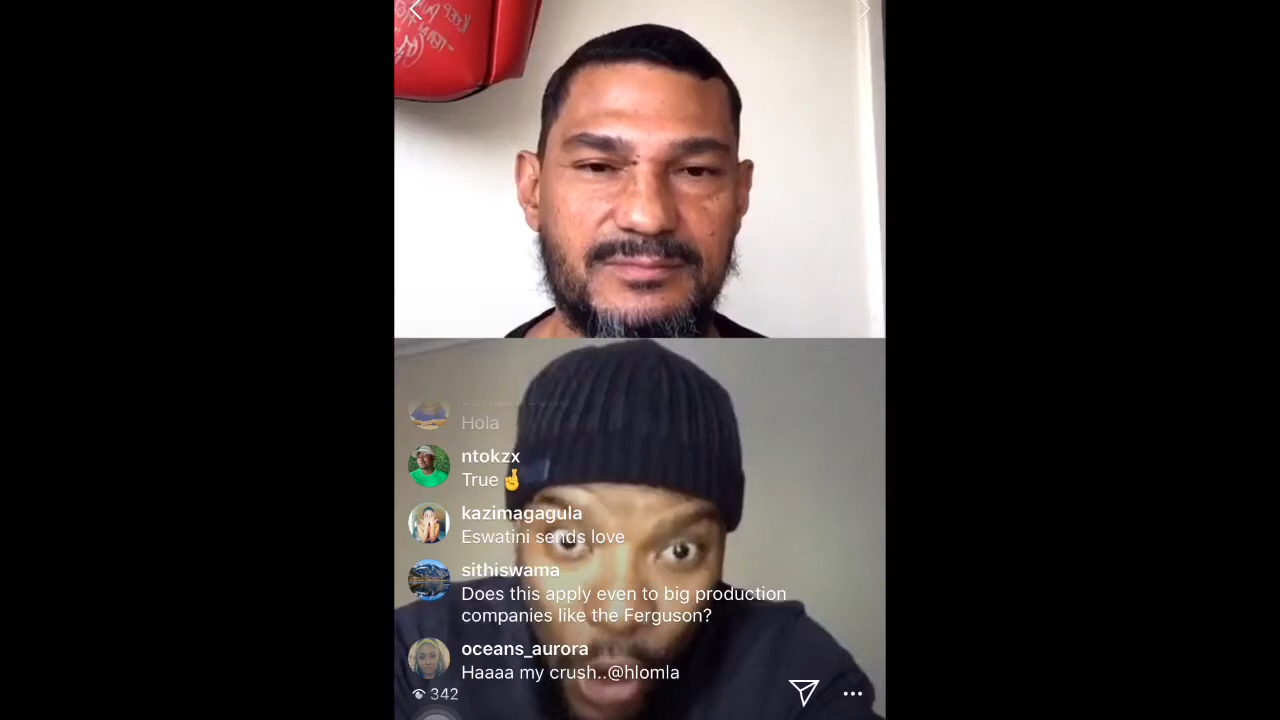 KEEP
Hola
ntokzx
True🤞
kazimagagula
Eswatini sends love
sithiswama
Does this apply even to big production
companies like the Ferguson?
oceans_aurora
Haaaa my crush..@hlomla
342